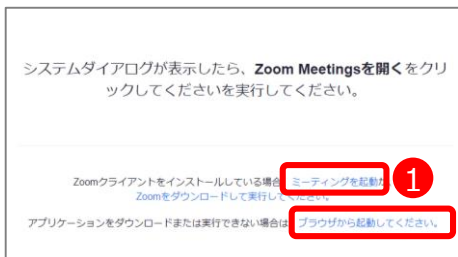 システムダイアログが表示したら、Zoom Meetingsを開くをクリ
ックしてくださいを実行してください。
Zoomクライアントをインストールしている場合 ミーティングを起動
1
Zoomをダウンロードして実行してください。
アプリケーションをダウンロードまたは実行できない場合は ブラウザから起動してください。